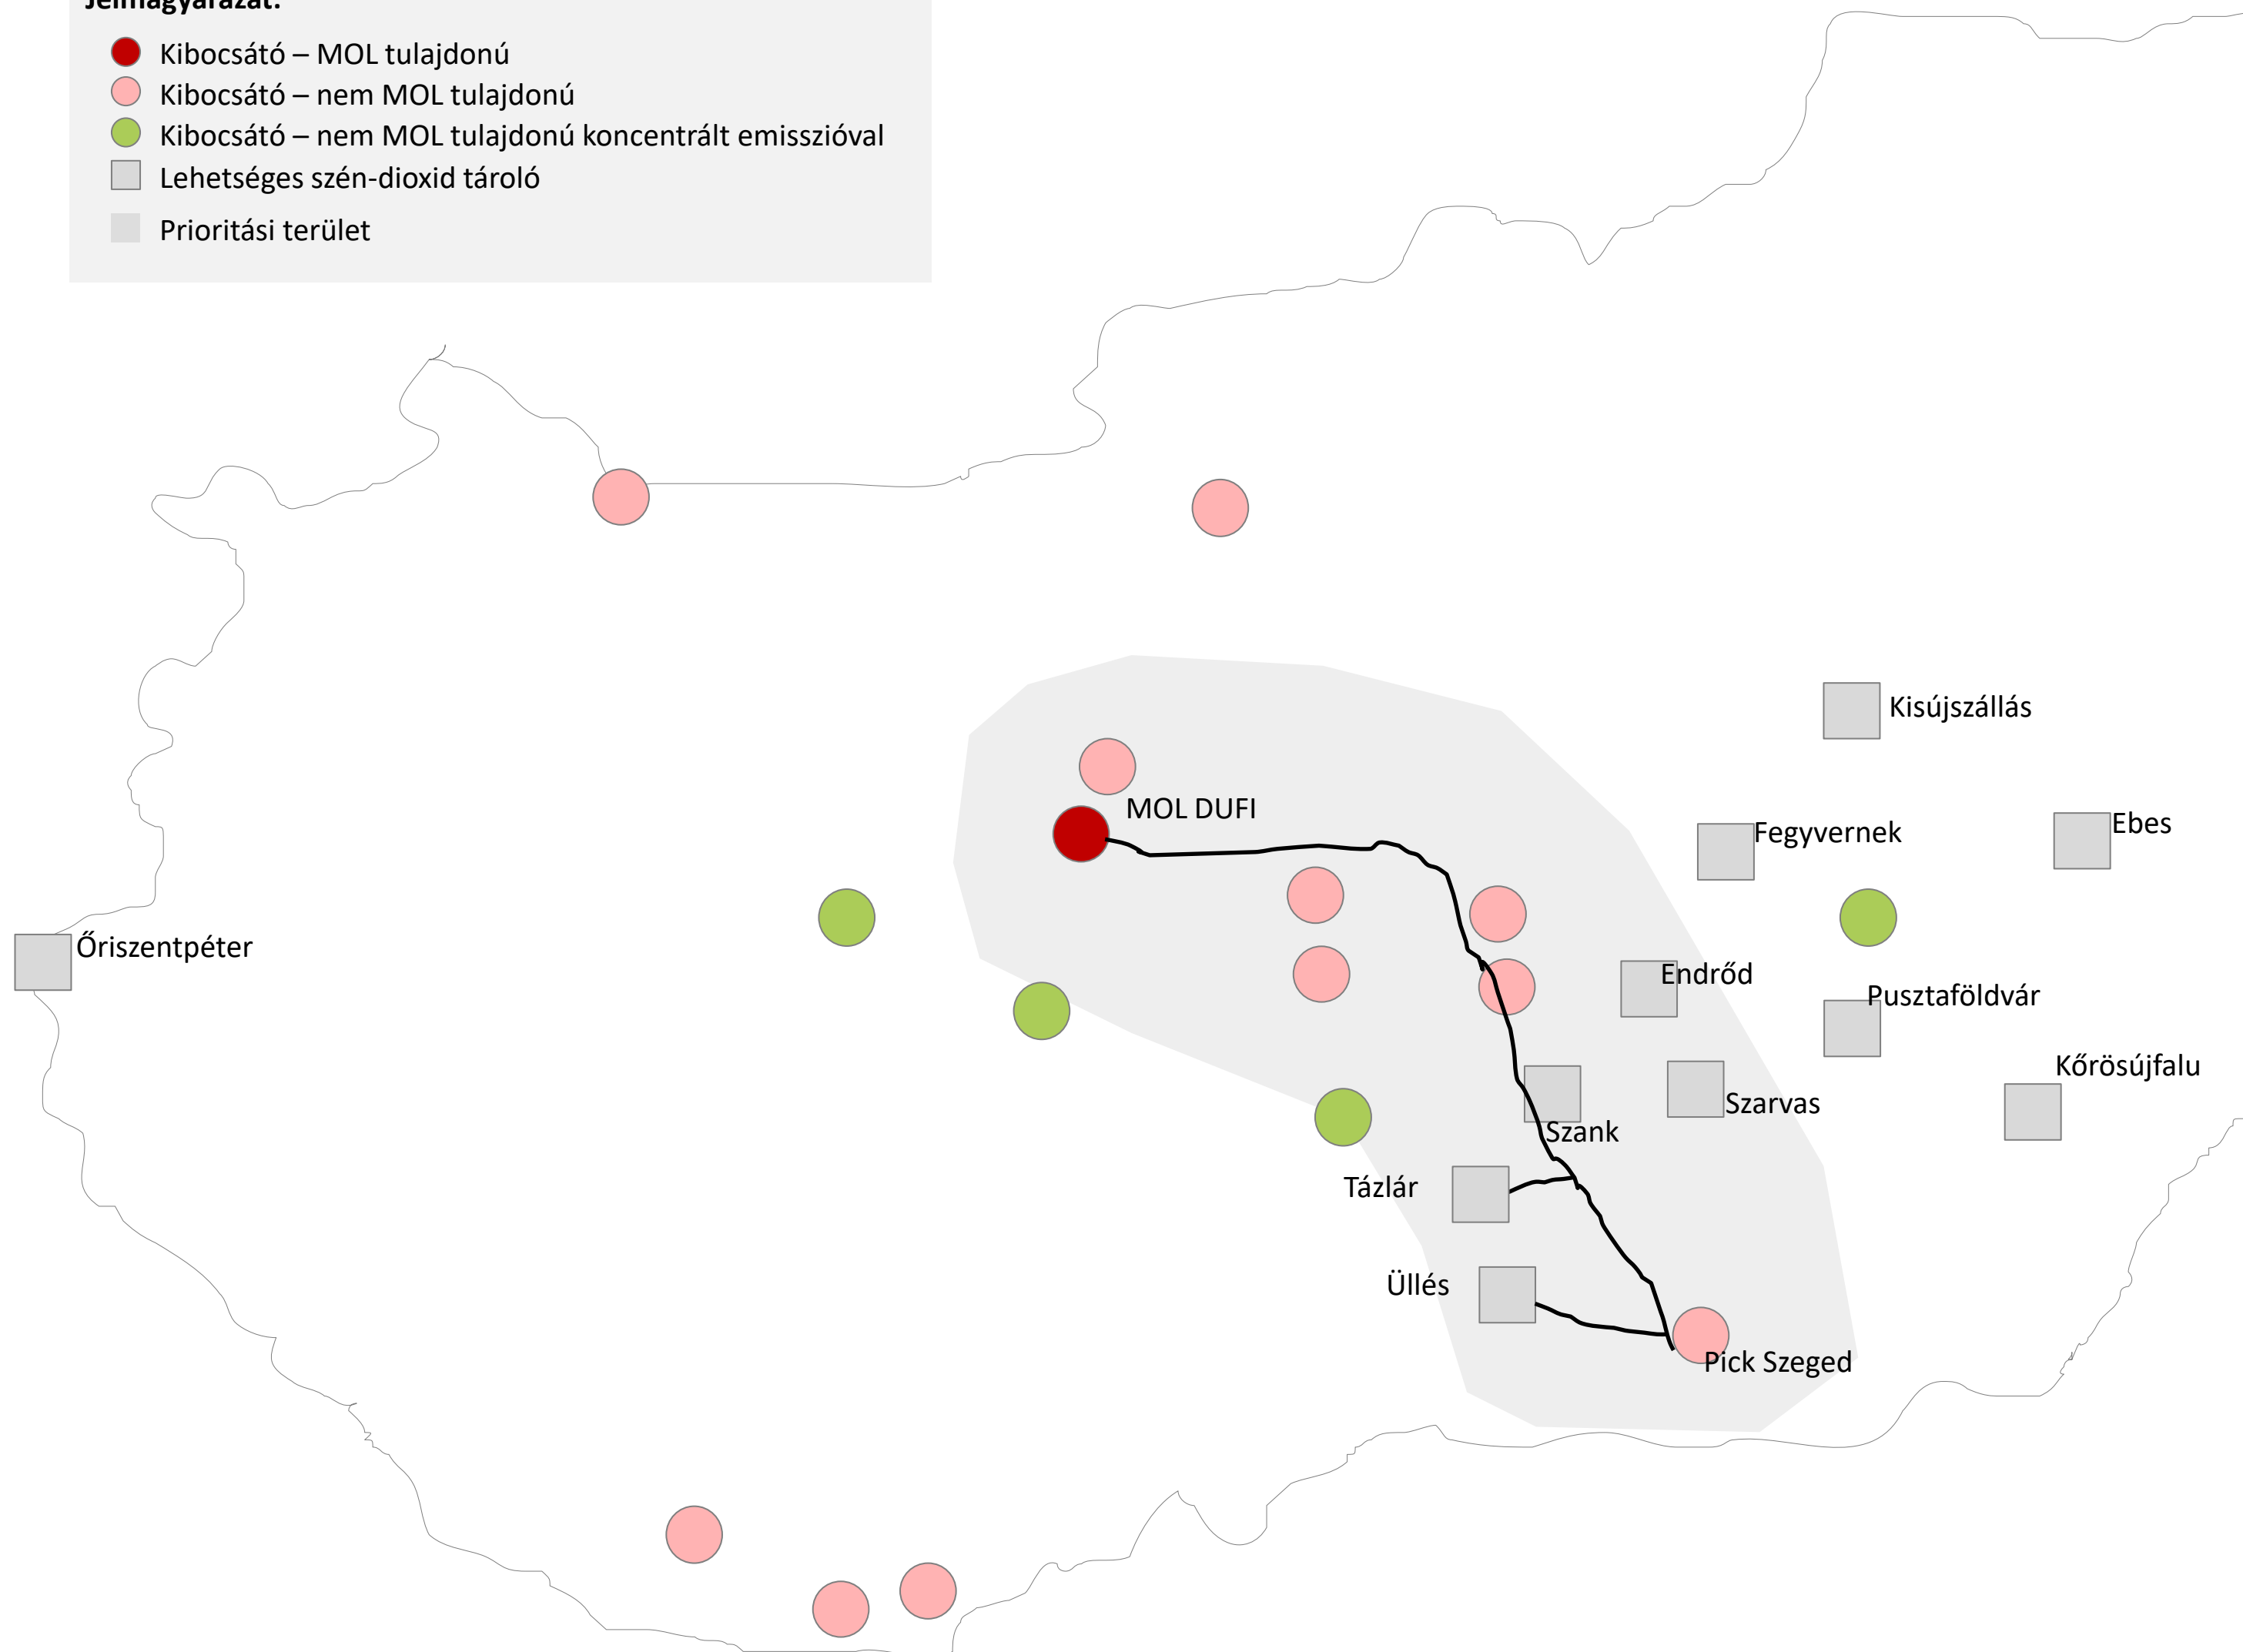 Jelmagyarázat:
Kibocsátó – MOL tulajdonú
Kibocsátó – nem MOL tulajdonú
Kibocsátó – nem MOL tulajdonú koncentrált emisszióval
Lehetséges szén-dioxid tároló
Prioritási terület
Kisújszállás
MOL DUFI
Fegyvernek
Ebes
Őriszentpéter
Endrőd
Pusztaföldvár
Kőrösújfalu
Szarvas
Szank
Tázlár
Üllés
Pick Szeged